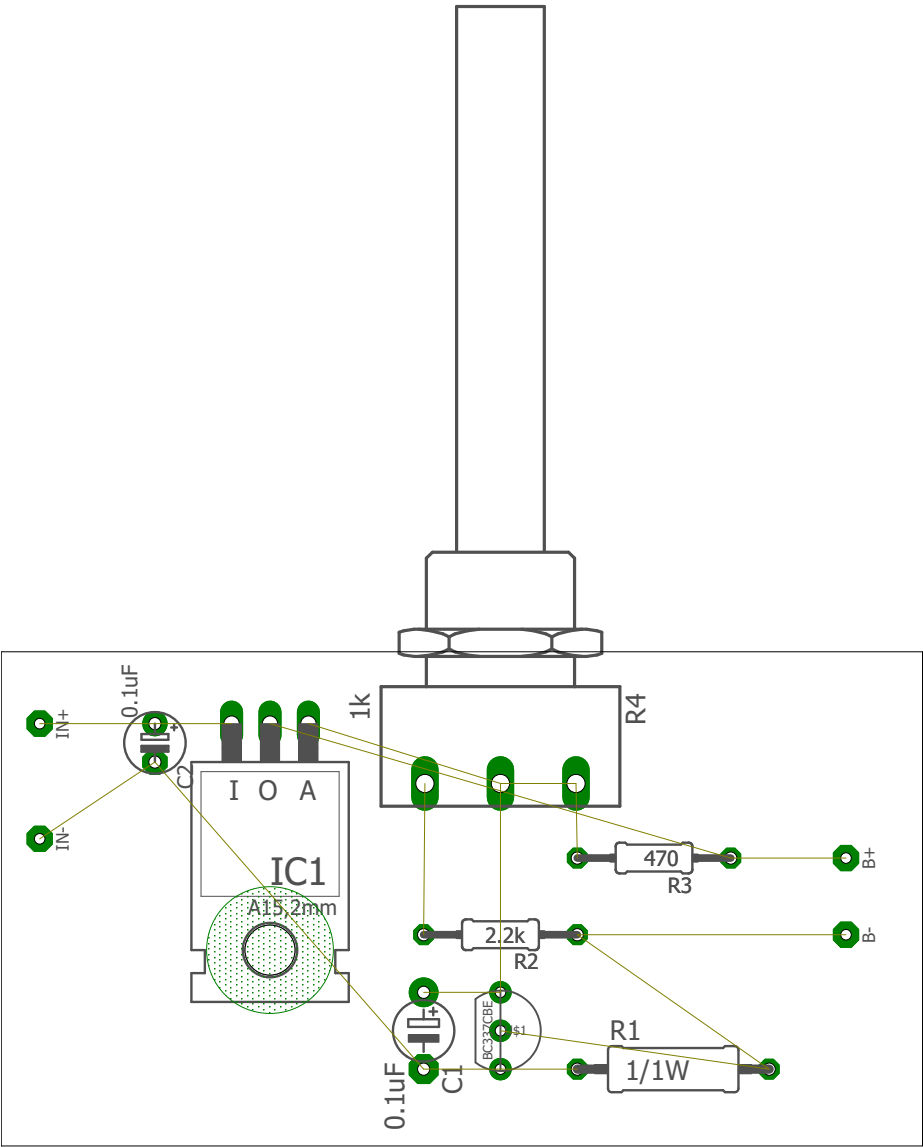 0.1uF
IN+
C2
IN-
I O A
IC1
A15,2mm
1k
R4
470
R3
B+
2.2k
R2
B-
BC337CBE
0.1uF
C1
R1
1/1W